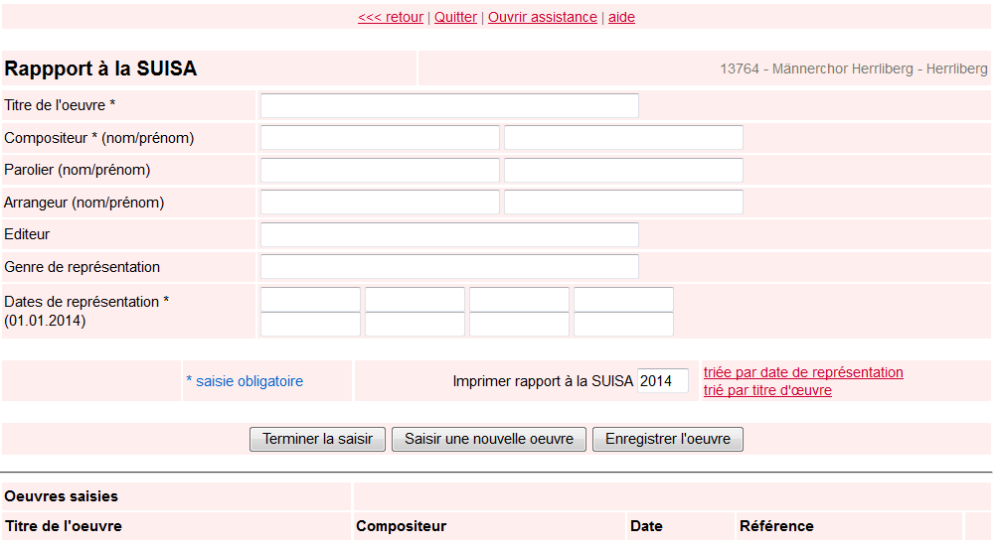 <<< retour | Quitter | Ouvrir assistance | aide
Rappport à la SUISA
13764 - Männerchor Herrliberg - Herrliberg
Titre de l'oeuvre *
Compositeur * (nom/prénom)
Parolier (nom/prénom)
Arrangeur (nom/prénom)
Editeur
Genre de représentation
Dates de représentation *
(01.01.2014)
* saisie obligatoire
Imprimer rapport à la SUISA 2014
triée par date de représentation
trié par titre d'œuvre
Terminer la saisir Saisir une nouvelle oeuvre Enregistrer l'oeuvre
Oeuvres saisies
Titre de l'oeuvre Compositeur Date Référence